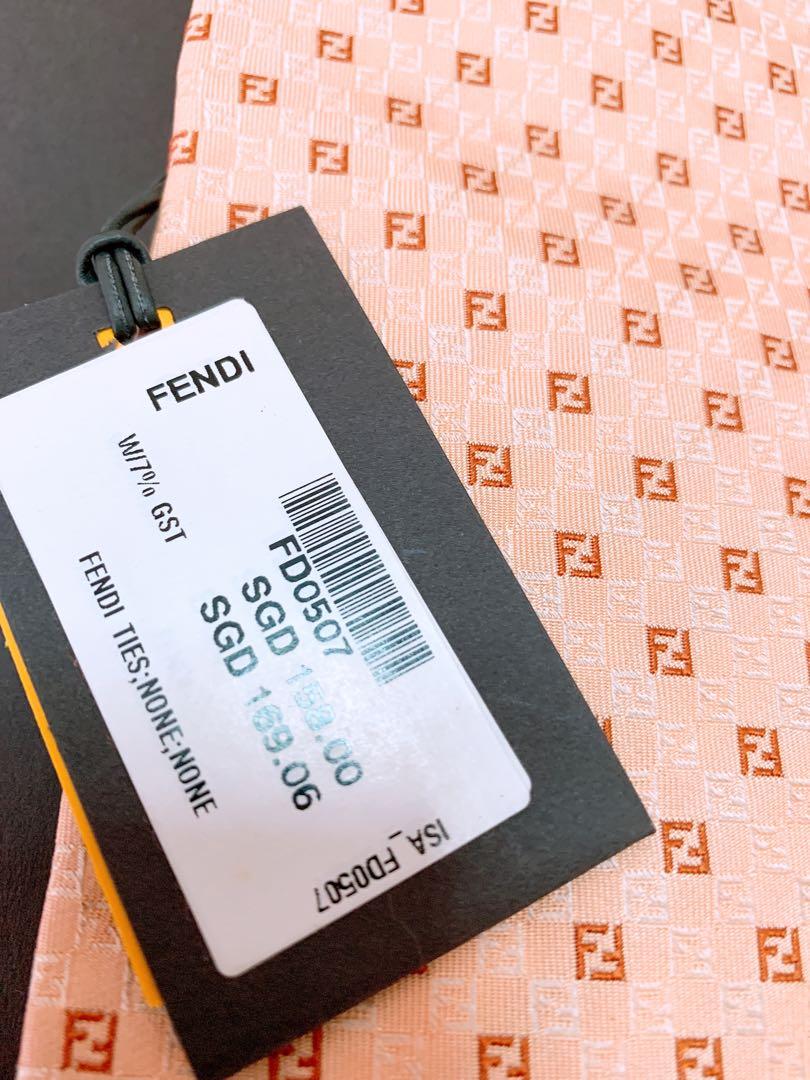 FENDI
FD0507
SGD 158.00
W/7% GST SGD 169.06
FENDI TIES;NONE;NONE
ISA_FD0507